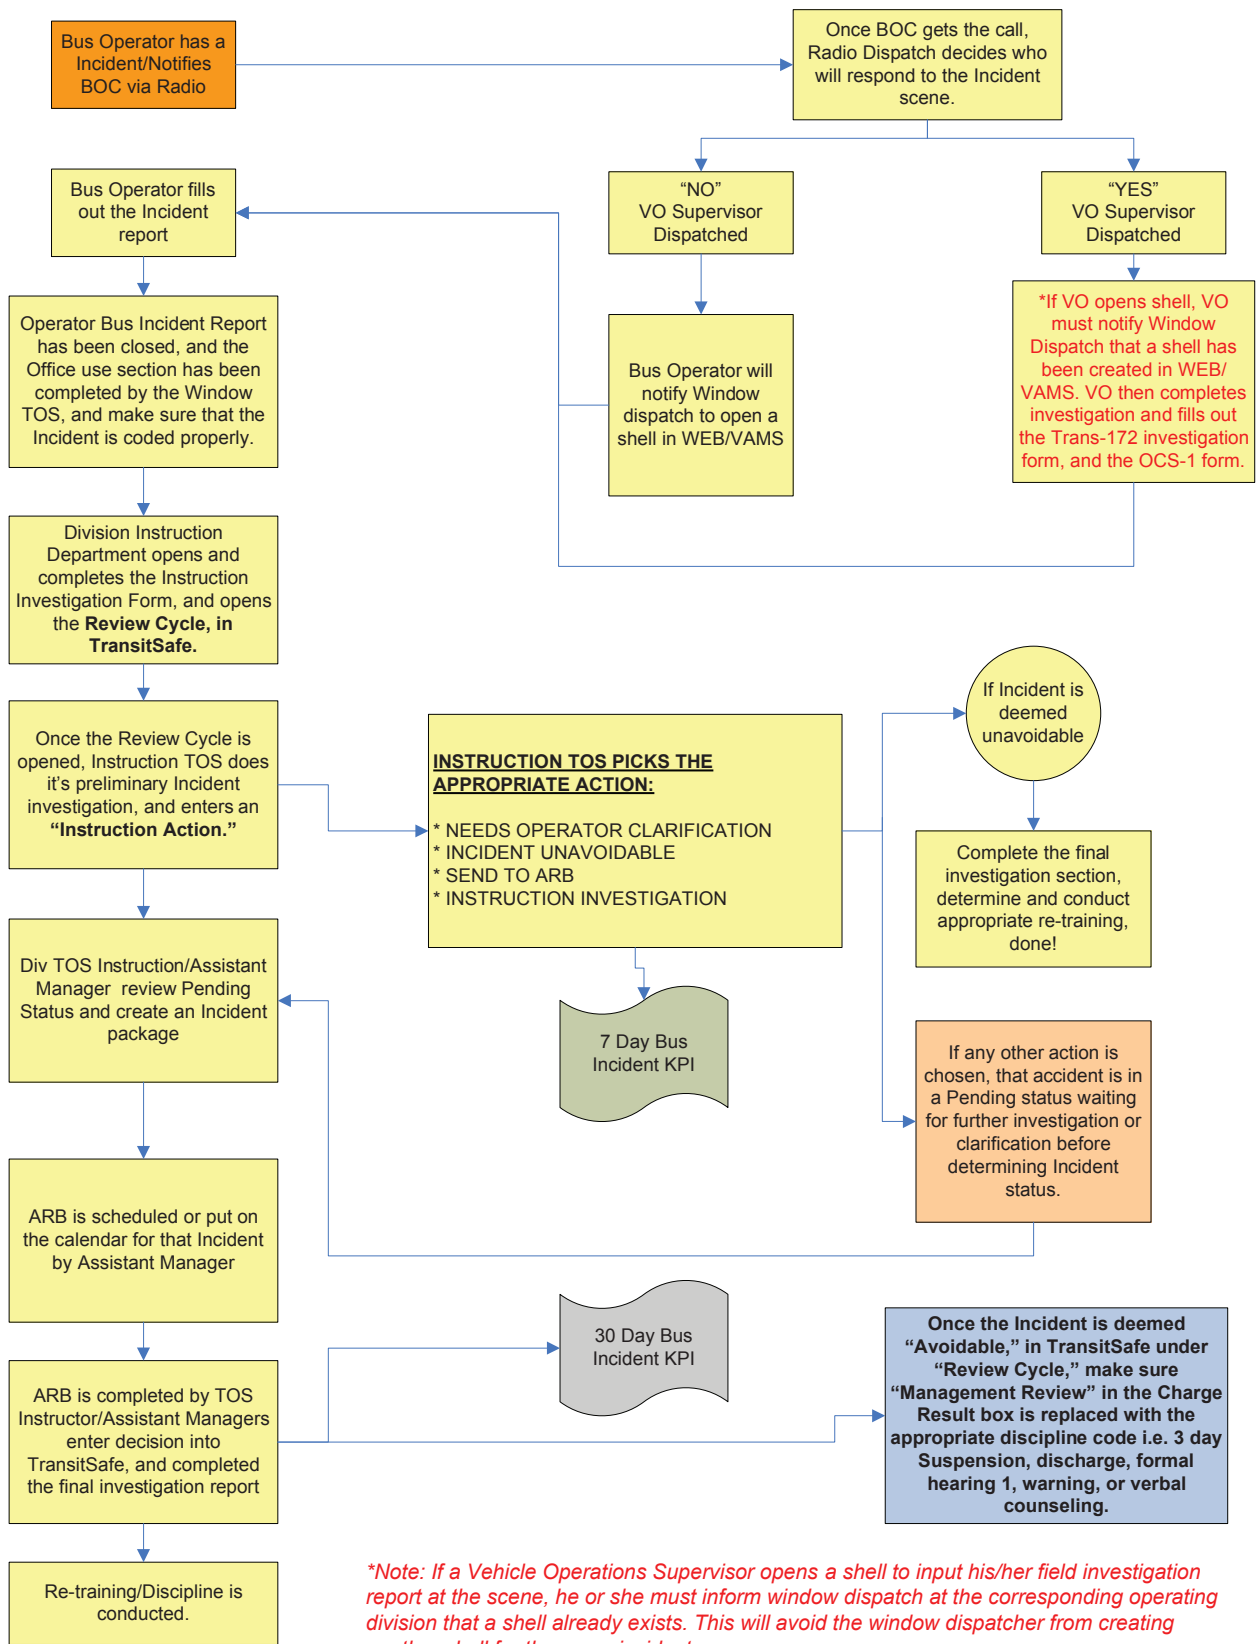 Bus Operator has a
Incident/Notifies
BOC via Radio
Once BOC gets the call,
Radio Dispatch decides who
will respond to the Incident
scene.
“NO”
VO Supervisor
Dispatched
“YES”
VO Supervisor
Dispatched
Bus Operator fills
out the Incident
report
Bus Operator will
notify Window
dispatch to open a
shell in WEB/VAMS
*If VO opens shell, VO
must notify Window
Dispatch that a shell has
been created in WEB/
VAMS. VO then completes
investigation and fills out
the Trans-172 investigation
form, and the OCS-1 form.
Operator Bus Incident Report
has been closed, and the
Office use section has been
completed by the Window
TOS, and make sure that the
Incident is coded properly.
Division Instruction
Department opens and
completes the Instruction
Investigation Form, and opens
the Review Cycle, in
TransitSafe.
Once the Review Cycle is
opened, Instruction TOS does
it’s preliminary Incident
investigation, and enters an
“Instruction Action.”
INSTRUCTION TOS PICKS THE
APPROPRIATE ACTION:
* NEEDS OPERATOR CLARIFICATION
* INCIDENT UNAVOIDABLE
* SEND TO ARB
* INSTRUCTION INVESTIGATION
If Incident is
deemed
unavoidable
Complete the final
investigation section,
determine and conduct
appropriate re-training,
done!
7 Day Bus
Incident KPI
If any other action is
chosen, that accident is in
a Pending status waiting
for further investigation or
clarification before
determining Incident
status.
Div TOS Instruction/Assistant
Manager review Pending
Status and create an Incident
package
ARB is scheduled or put on
the calendar for that Incident
by Assistant Manager
30 Day Bus
Incident KPI
ARB is completed by TOS
Instructor/Assistant Managers
enter decision into
TransitSafe, and completed
the final investigation report
Once the Incident is deemed
“Avoidable,” in TransitSafe under
“Review Cycle,” make sure
“Management Review” in the Charge
Result box is replaced with the
appropriate discipline code i.e. 3 day
Suspension, discharge, formal
hearing 1, warning, or verbal
counseling.
Re-training/Discipline is
conducted.
*Note: If a Vehicle Operations Supervisor opens a shell to input his/her field investigation
report at the scene, he or she must inform window dispatch at the corresponding operating
division that a shell already exists. This will avoid the window dispatcher from creating